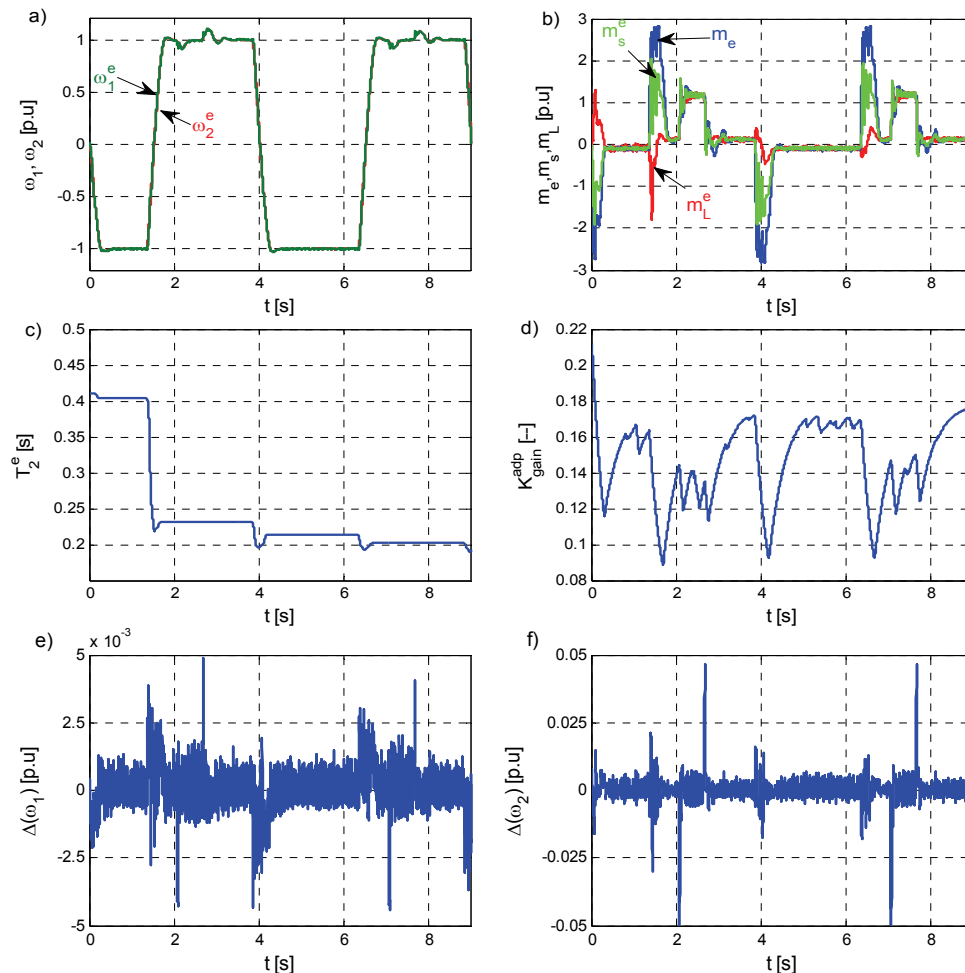 a)
1
0.5
0
-0.5
-1
ω₁, ω₂ [p.u]
ω₁ᵉ
ω₂ᵉ
0 2 4 6 8
t [s]
b)
3
2
1
0
1
-2
3
mₑ,mₛ,m_L [p.u]
mₛᵉ
mₑ
m_Lᵉ
0 2 4 6 8
t [s]
c)
0.5
0.45
0.4
0.35
0.3
0.25
0.2
T₂ᵉ [s]
0 2 4 6 8
t [s]
d)
0.22
0.2
0.18
0.16
0.14
0.12
0.1
0.08
K_gain^adp [--]
0 2 4 6 8
t [s]
e)
x 10⁻³
5
2.5
0
-2.5
-5
Δ(ω₁) [p.u]
0 2 4 6 8
t [s]
f)
0.05
0.025
0
-0.025
-0.05
Δ(ω₂) [p.u]
0 2 4 6 8
t [s]